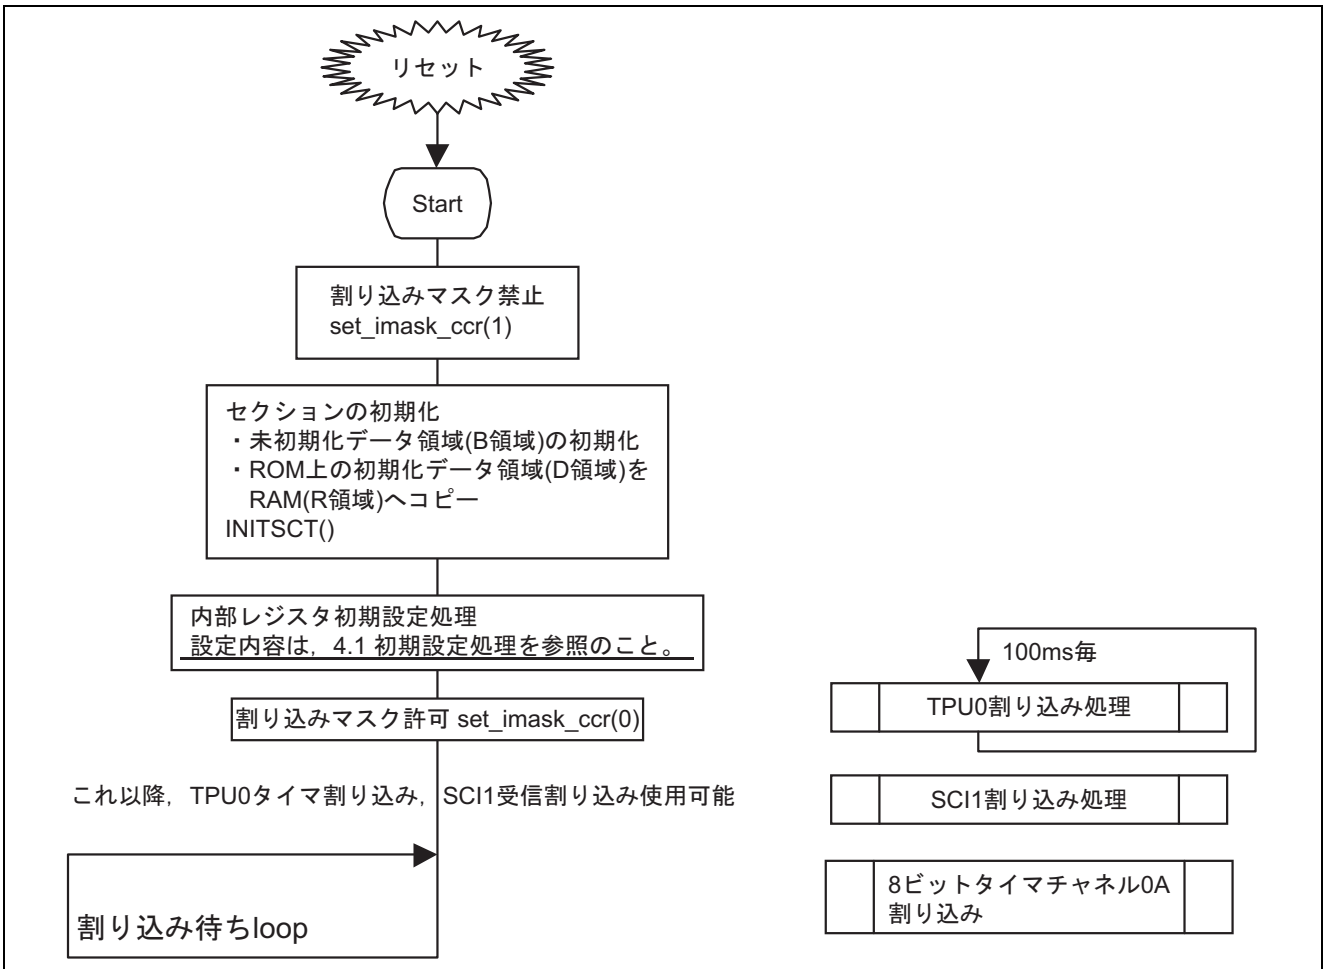 リセット
Start
割り込みマスク禁止
set_imask_ccr(1)
セクションの初期化
・未初期化データ領域(B領域)の初期化
・ROM上の初期化データ領域(D領域)を
RAM(R領域)へコピー
INITSCT()
内部レジスタ初期設定処理
設定内容は，4.1 初期設定処理を参照のこと。
割り込みマスク許可 set_imask_ccr(0)
これ以降，TPU0タイマ割り込み，SCI1受信割り込み使用可能
割り込み待ちloop
100ms毎
TPU0割り込み処理
SCI1割り込み処理
8ビットタイマチャネル0A
割り込み